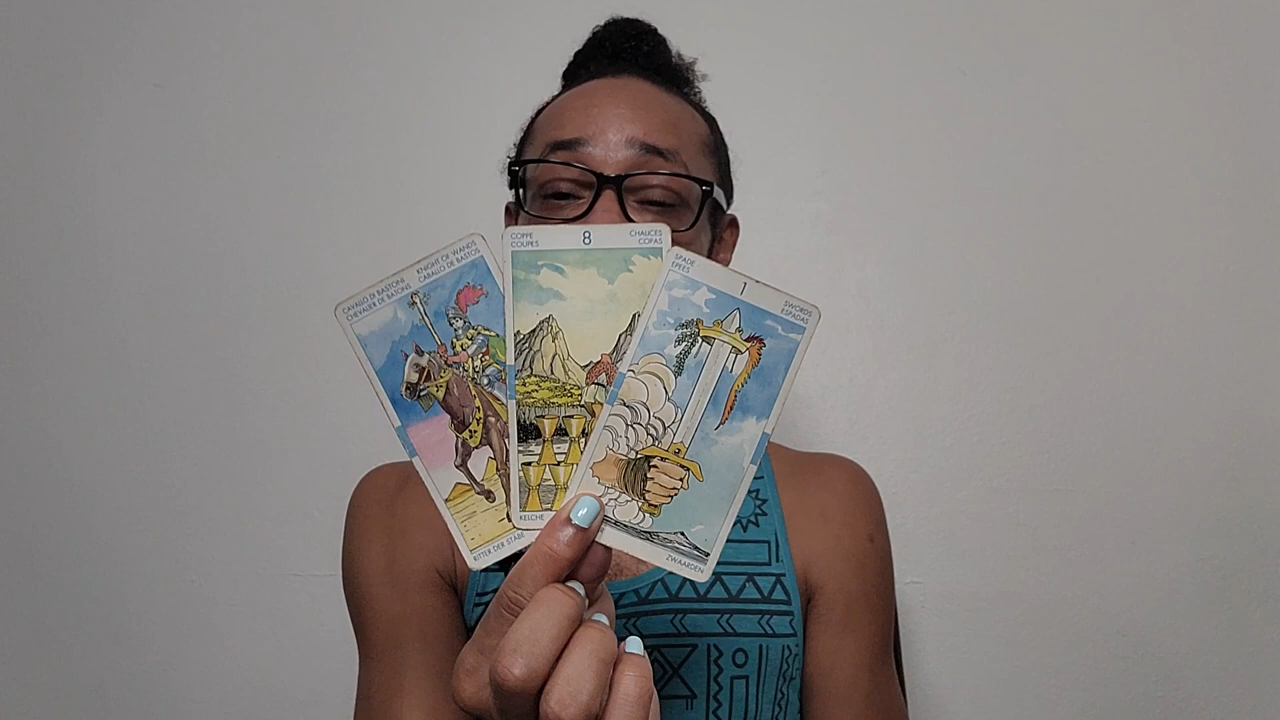 CAVALLO DI BASTONI
CHEVALIER DE BATONS
KNIGHT OF WANDS
CABALLO DE BASTOS
RITTER DER STÄBE
COPPE
COUPES
8
CHALICES
COPAS
KELCHE
SPADE
EPEES
1
SWORDS
ESPADAS
ZWAARDEN